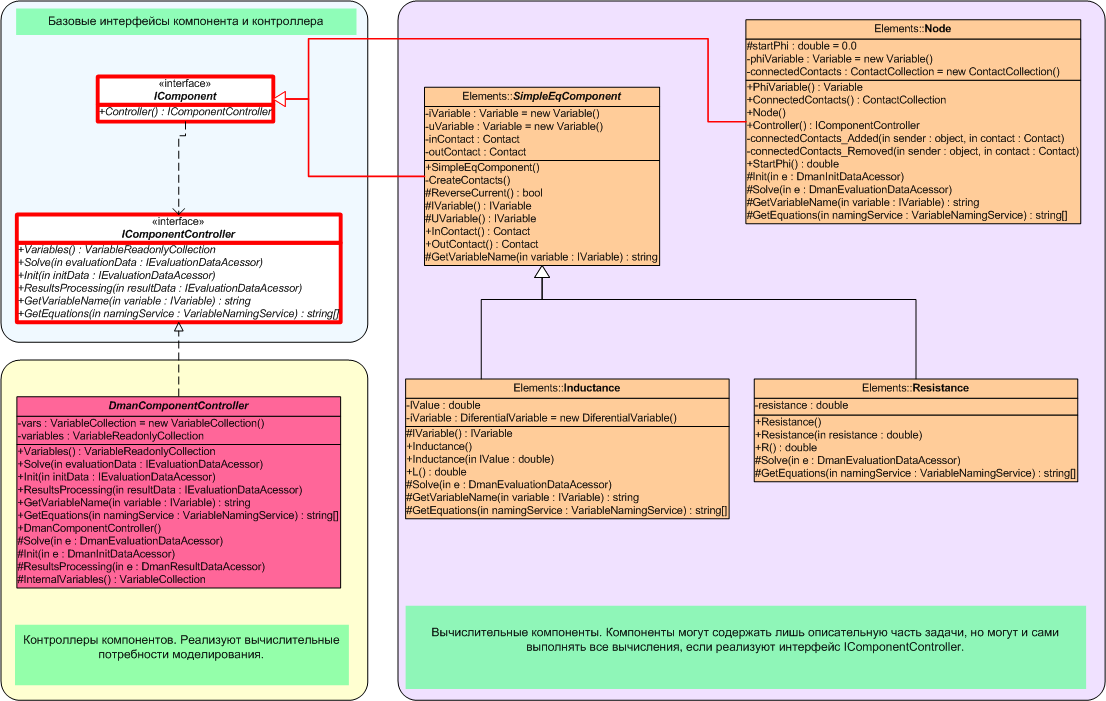 Базовые интерфейсы компонента и контроллера
«interface»
IComponent
+Controller() : IComponentController
«interface»
IComponentController
+Variables() : VariableReadonlyCollection
+Solve(in evaluationData : IEvaluationDataAcessor)
+Init(in initData : IEvaluationDataAcessor)
+ResultsProcessing(in resultData : IEvaluationDataAcessor)
+GetVariableName(in variable : IVariable) : string
+GetEquations(in namingService : VariableNamingService) : string[]
DmanComponentController
-vars : VariableCollection = new VariableCollection()
-variables : VariableReadonlyCollection
+Variables() : VariableReadonlyCollection
+Solve(in evaluationData : IEvaluationDataAcessor)
+Init(in initData : IEvaluationDataAcessor)
+ResultsProcessing(in resultData : IEvaluationDataAcessor)
+GetVariableName(in variable : IVariable) : string
+GetEquations(in namingService : VariableNamingService) : string[]
+DmanComponentController()
#Solve(in e : DmanEvaluationDataAcessor)
#Init(in e : DmanInitDataAcessor)
#ResultsProcessing(in e : DmanResultDataAcessor)
#InternalVariables() : VariableCollection
Контроллеры компонентов. Реализуют вычислительные
потребности моделирования.
Elements::SimpleEqComponent
-iVariable : Variable = new Variable()
-uVariable : Variable = new Variable()
-inContact : Contact
-outContact : Contact
+SimpleEqComponent()
-CreateContacts()
#ReverseCurrent() : bool
#IVariable() : IVariable
#UVariable() : IVariable
+InContact() : Contact
+OutContact() : Contact
#GetVariableName(in variable : IVariable) : string
Elements::Node
#startPhi : double = 0.0
-phiVariable : Variable = new Variable()
-connectedContacts : ContactCollection = new ContactCollection()
+PhiVariable() : Variable
+ConnectedContacts() : ContactCollection
+Node()
+Controller() : IComponentController
-connectedContacts_Added(in sender : object, in contact : Contact)
-connectedContacts_Removed(in sender : object, in contact : Contact)
+StartPhi() : double
#Init(in e : DmanInitDataAcessor)
#Solve(in e : DmanEvaluationDataAcessor)
#GetVariableName(in variable : IVariable) : string
#GetEquations(in namingService : VariableNamingService) : string[]
Elements::Inductance
-lValue : double
-iVariable : DiferentialVariable = new DiferentialVariable()
#IVariable() : IVariable
+Inductance()
+Inductance(in lValue : double)
+L() : double
#Solve(in e : DmanEvaluationDataAcessor)
#GetVariableName(in variable : IVariable) : string
#GetEquations(in namingService : VariableNamingService) : string[]
Elements::Resistance
-resistance : double
+Resistance()
+Resistance(in resistance : double)
+R() : double
#Solve(in e : DmanEvaluationDataAcessor)
#GetEquations(in namingService : VariableNamingService) : string[]
Вычислительные компоненты. Компоненты могут содержать лишь описательную часть задачи, но могут и сами
выполнять все вычисления, если реализуют интерфейс IComponentController.